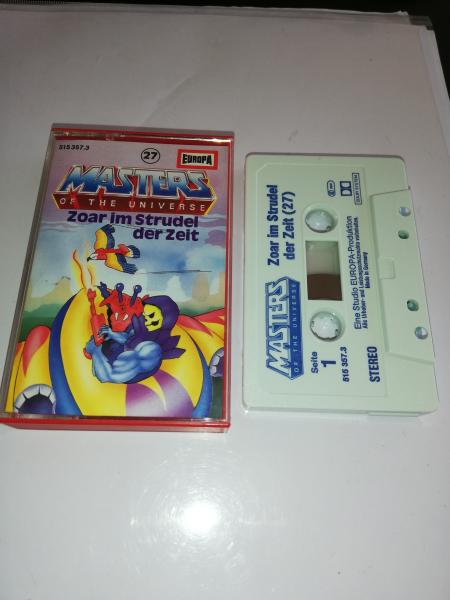 515 357.3
27
EUROPA
MASTERS
OF THE UNIVERSE
Zoar im Strudel
der Zeit
MASTERS
OF THE UNIVERSE
Zoar im Strudel
der Zeit (27)
Seite
1
515 357.3
STEREO
Eine Studio EUROPA-Produktion
Made in Germany